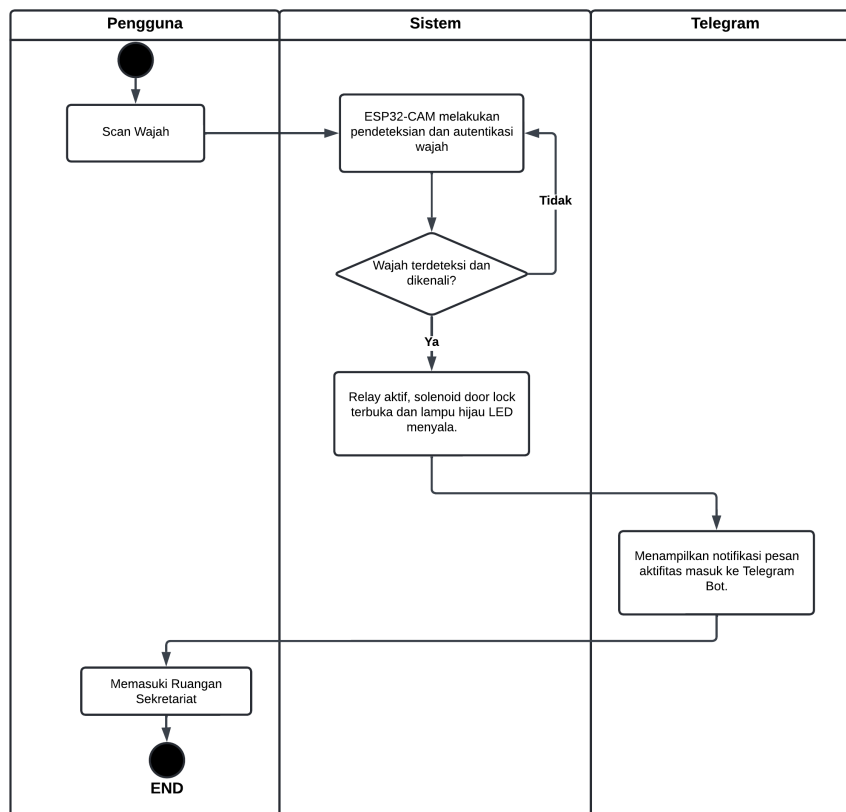 Pengguna
Sistem
Telegram
Scan Wajah
ESP32-CAM melakukan
pendeteksian dan autentikasi
wajah
Tidak
Wajah terdeteksi dan
dikenali?
Ya
Relay aktif, solenoid door lock
terbuka dan lampu hijau LED
menyala.
Menampilkan notifikasi pesan
aktifitas masuk ke Telegram
Bot.
Memasuki Ruangan
Sekretariat
END